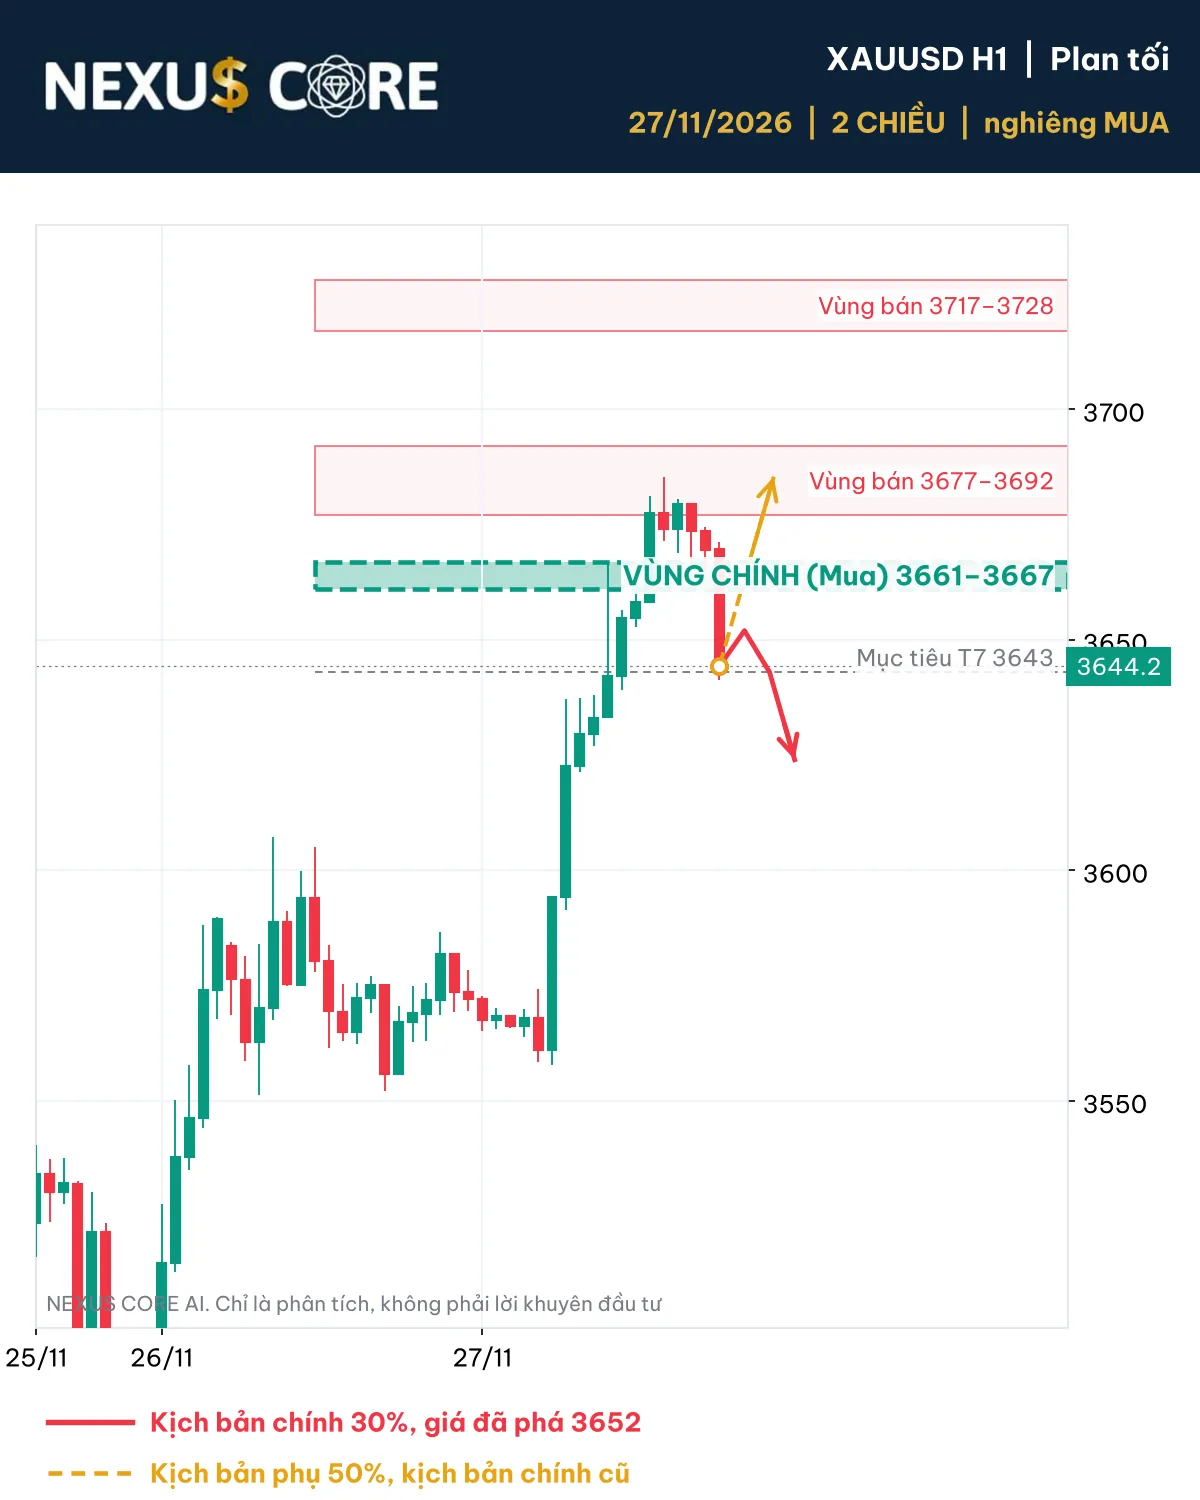 NEXU$ CORE
XAUUSD H1 | Plan tối
27/11/2026 | 2 CHIỀU | nghiêng MUA
Vùng bán 3717–3728
3700
Vùng bán 3677–3692
VÙNG CHÍNH (Mua) 3661–3667
3650
Mục tiêu T7 3643
3644.2
3600
3550
NEXUS CORE AI. Chỉ là phân tích, không phải lời khuyên đầu tư
25/11
26/11
27/11
Kịch bản chính 30%, giá đã phá 3652
Kịch bản phụ 50%, kịch bản chính cũ